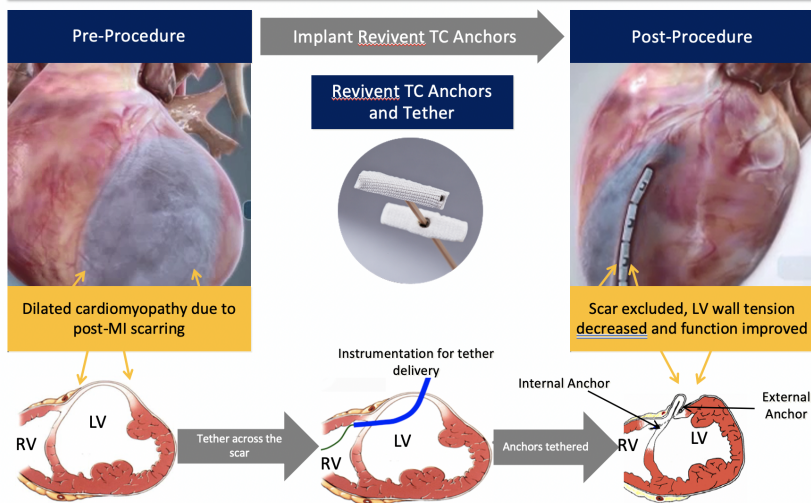 Pre-Procedure
Implant Revivent TC Anchors
Post-Procedure
Revivent TC Anchors
and Tether
Dilated cardiomyopathy due to
post-MI scarring
Scar excluded, LV wall tension
decreased and function improved
Instrumentation for tether
delivery
Internal Anchor
External
Anchor
LV
RV
Tether across the
scar
LV
RV
Anchors tethered
LV
RV